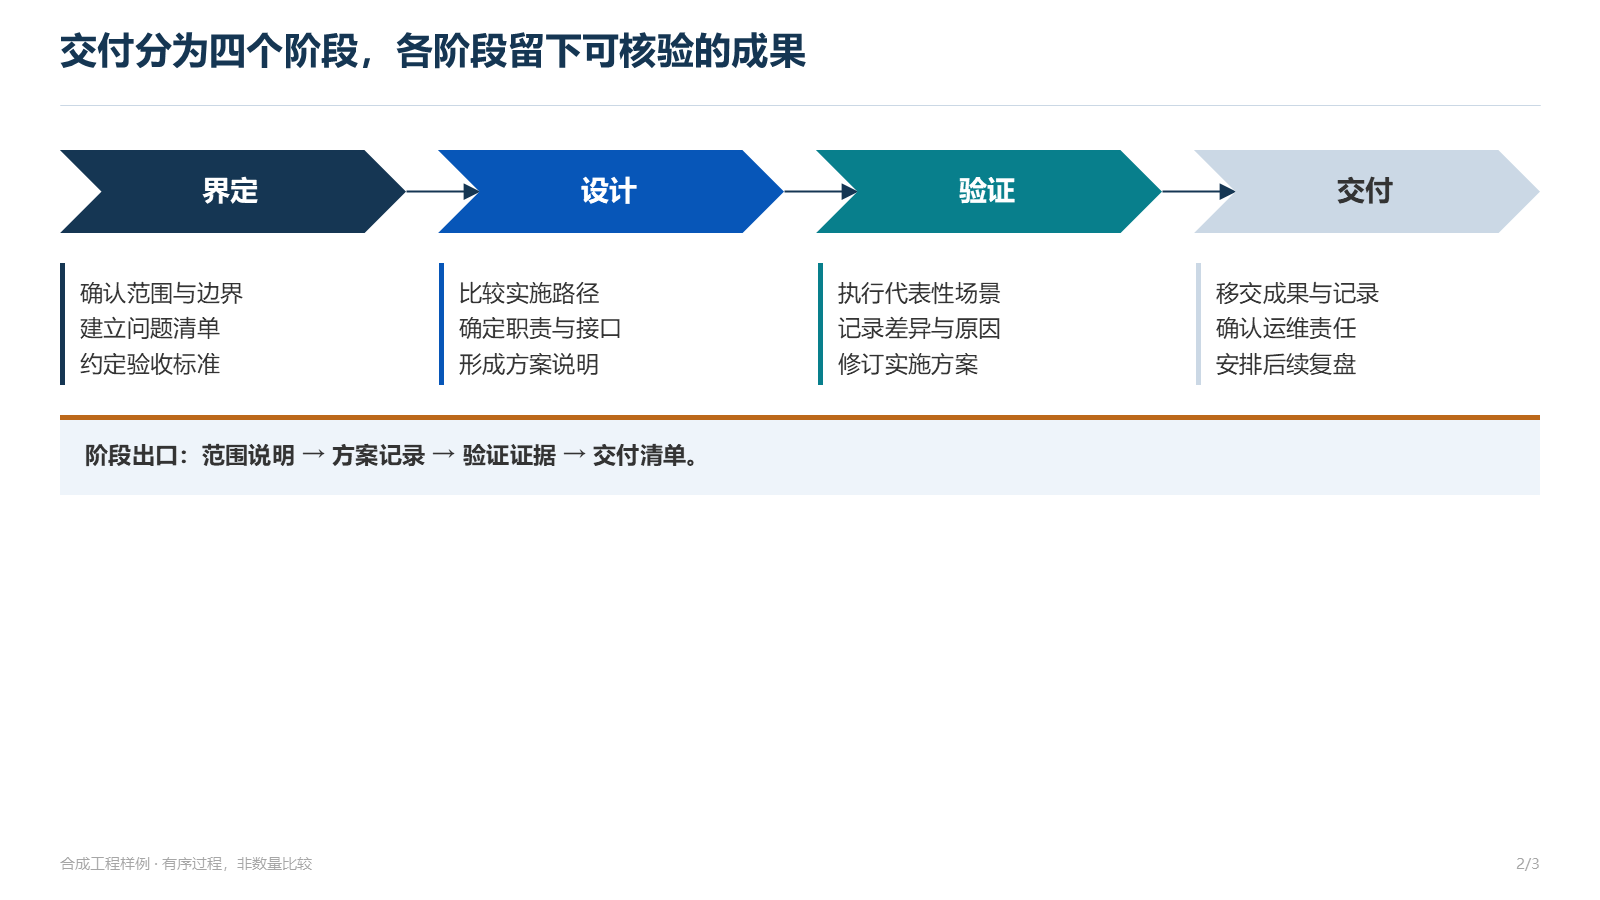 交付分为四个阶段，各阶段留下可核验的成果
界定
设计
验证
交付
确认范围与边界
建立问题清单
约定验收标准
比较实施路径
确定职责与接口
形成方案说明
执行代表性场景
记录差异与原因
修订实施方案
移交成果与记录
确认运维责任
安排后续复盘
阶段出口：范围说明 → 方案记录 → 验证证据 → 交付清单。
合成工程样例 · 有序过程，非数量比较
2/3